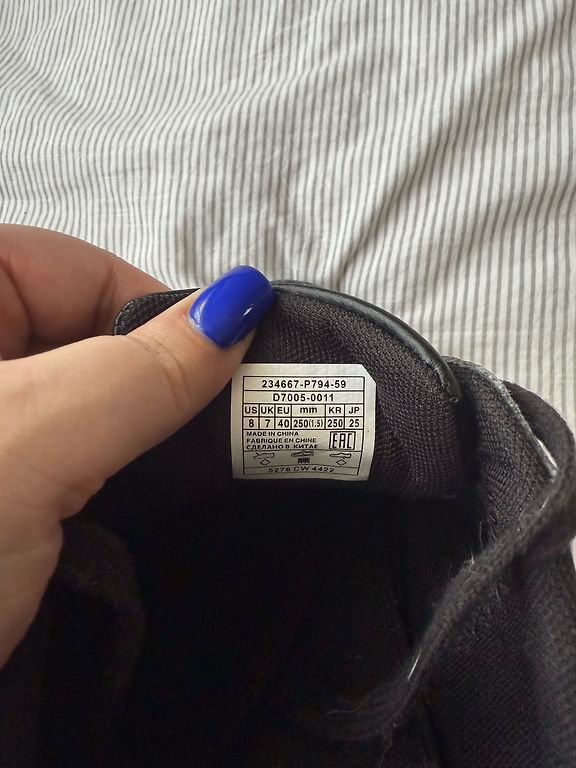 234667-P794-59
D7005-0011
US UK EU mm KR JP
8 7 40 250(1.5) 250 25
MADE IN CHINA
FABRIQUE EN CHINE
СДЕЛАНО В КИТАЕ
EAC
5276 CW 4422